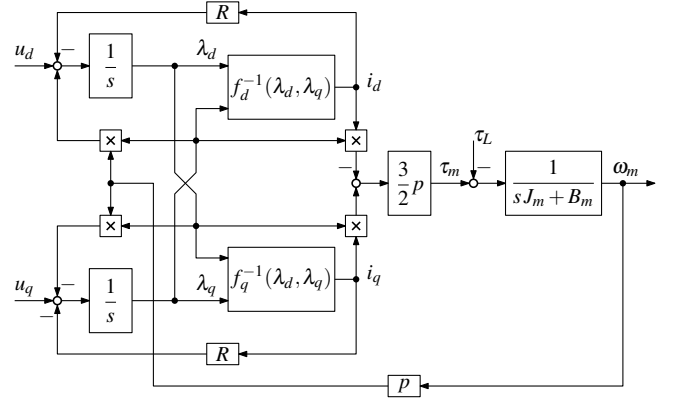 R
−
u_d
1/s
λ_d
f_d^{-1}(λ_d, λ_q)
i_d
×
×
τ_L
−
3/2 p
τ_m
−
1/(sJ_m + B_m)
ω_m
×
×
−
u_q
−
1/s
λ_q
f_q^{-1}(λ_d, λ_q)
i_q
R
p